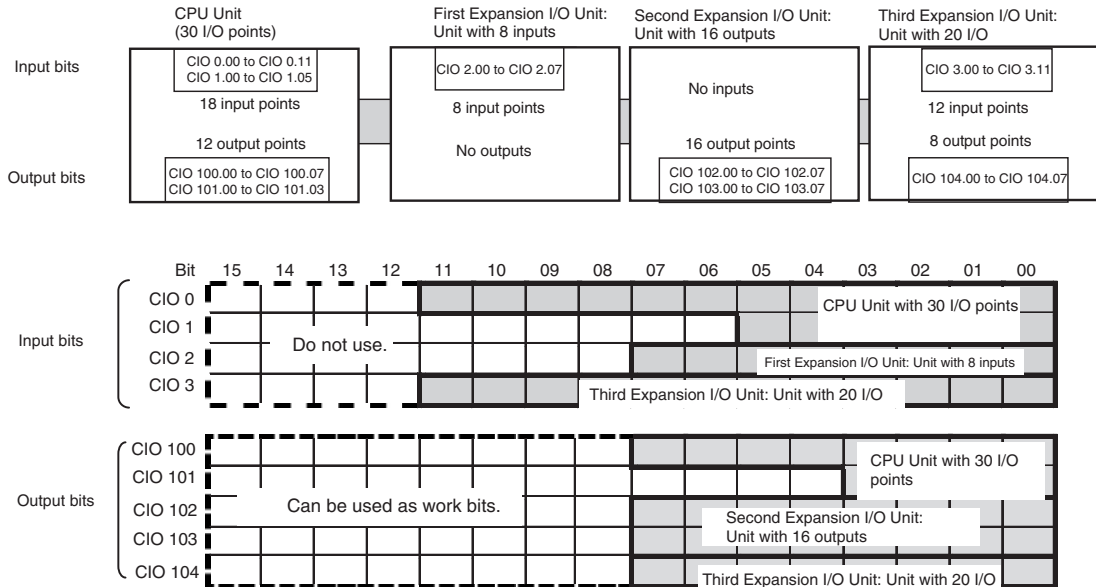 CPU Unit
(30 I/O points)
First Expansion I/O Unit:
Unit with 8 inputs
Second Expansion I/O Unit:
Unit with 16 outputs
Third Expansion I/O Unit:
Unit with 20 I/O
Input bits
CIO 0.00 to CIO 0.11
CIO 1.00 to CIO 1.05
18 input points
CIO 2.00 to CIO 2.07
8 input points
No inputs
CIO 3.00 to CIO 3.11
12 input points
Output bits
12 output points
CIO 100.00 to CIO 100.07
CIO 101.00 to CIO 101.03
No outputs
16 output points
CIO 102.00 to CIO 102.07
CIO 103.00 to CIO 103.07
8 output points
CIO 104.00 to CIO 104.07
Bit 15 14 13 12 11 10 09 08 07 06 05 04 03 02 01 00
Input bits
CIO 0
CIO 1
CIO 2
CIO 3
Do not use.
CPU Unit with 30 I/O points
First Expansion I/O Unit: Unit with 8 inputs
Third Expansion I/O Unit: Unit with 20 I/O
Output bits
CIO 100
CIO 101
CIO 102
CIO 103
CIO 104
Can be used as work bits.
CPU Unit with 30 I/O
points
Second Expansion I/O Unit:
Unit with 16 outputs
Third Expansion I/O Unit: Unit with 20 I/O